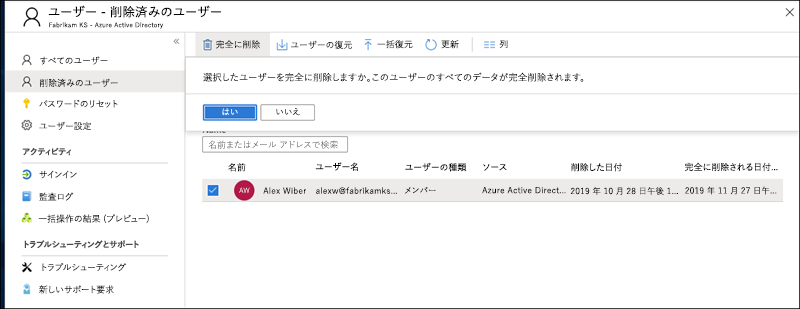 ユーザー - 削除済みのユーザー
Fabrikam KS - Azure Active Directory
すべてのユーザー
削除済みのユーザー
パスワードのリセット
ユーザー設定
アクティビティ
サインイン
監査ログ
一括操作の結果 (プレビュー)
トラブルシューティングとサポート
トラブルシューティング
新しいサポート要求
完全に削除 ユーザーの復元 一括復元 更新 列
選択したユーザーを完全に削除しますか。このユーザーのすべてのデータが完全削除されます。
はい いいえ
Name
名前またはメール アドレスで検索
名前 ユーザー名 ユーザーの種類 ソース 削除した日付 完全に削除される日付...
AW Alex Wiber alexw@fabrikamks... メンバー Azure Active Direct... 2019 年 10 月 28 日午後 1... 2019 年 11 月 27 日午...